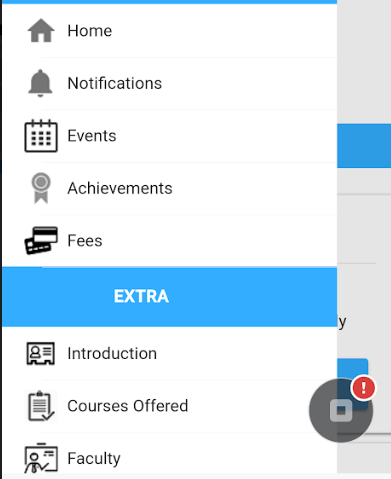 Home
Notifications
Events
Achievements
Fees
EXTRA
y
Introduction
Courses Offered
Faculty